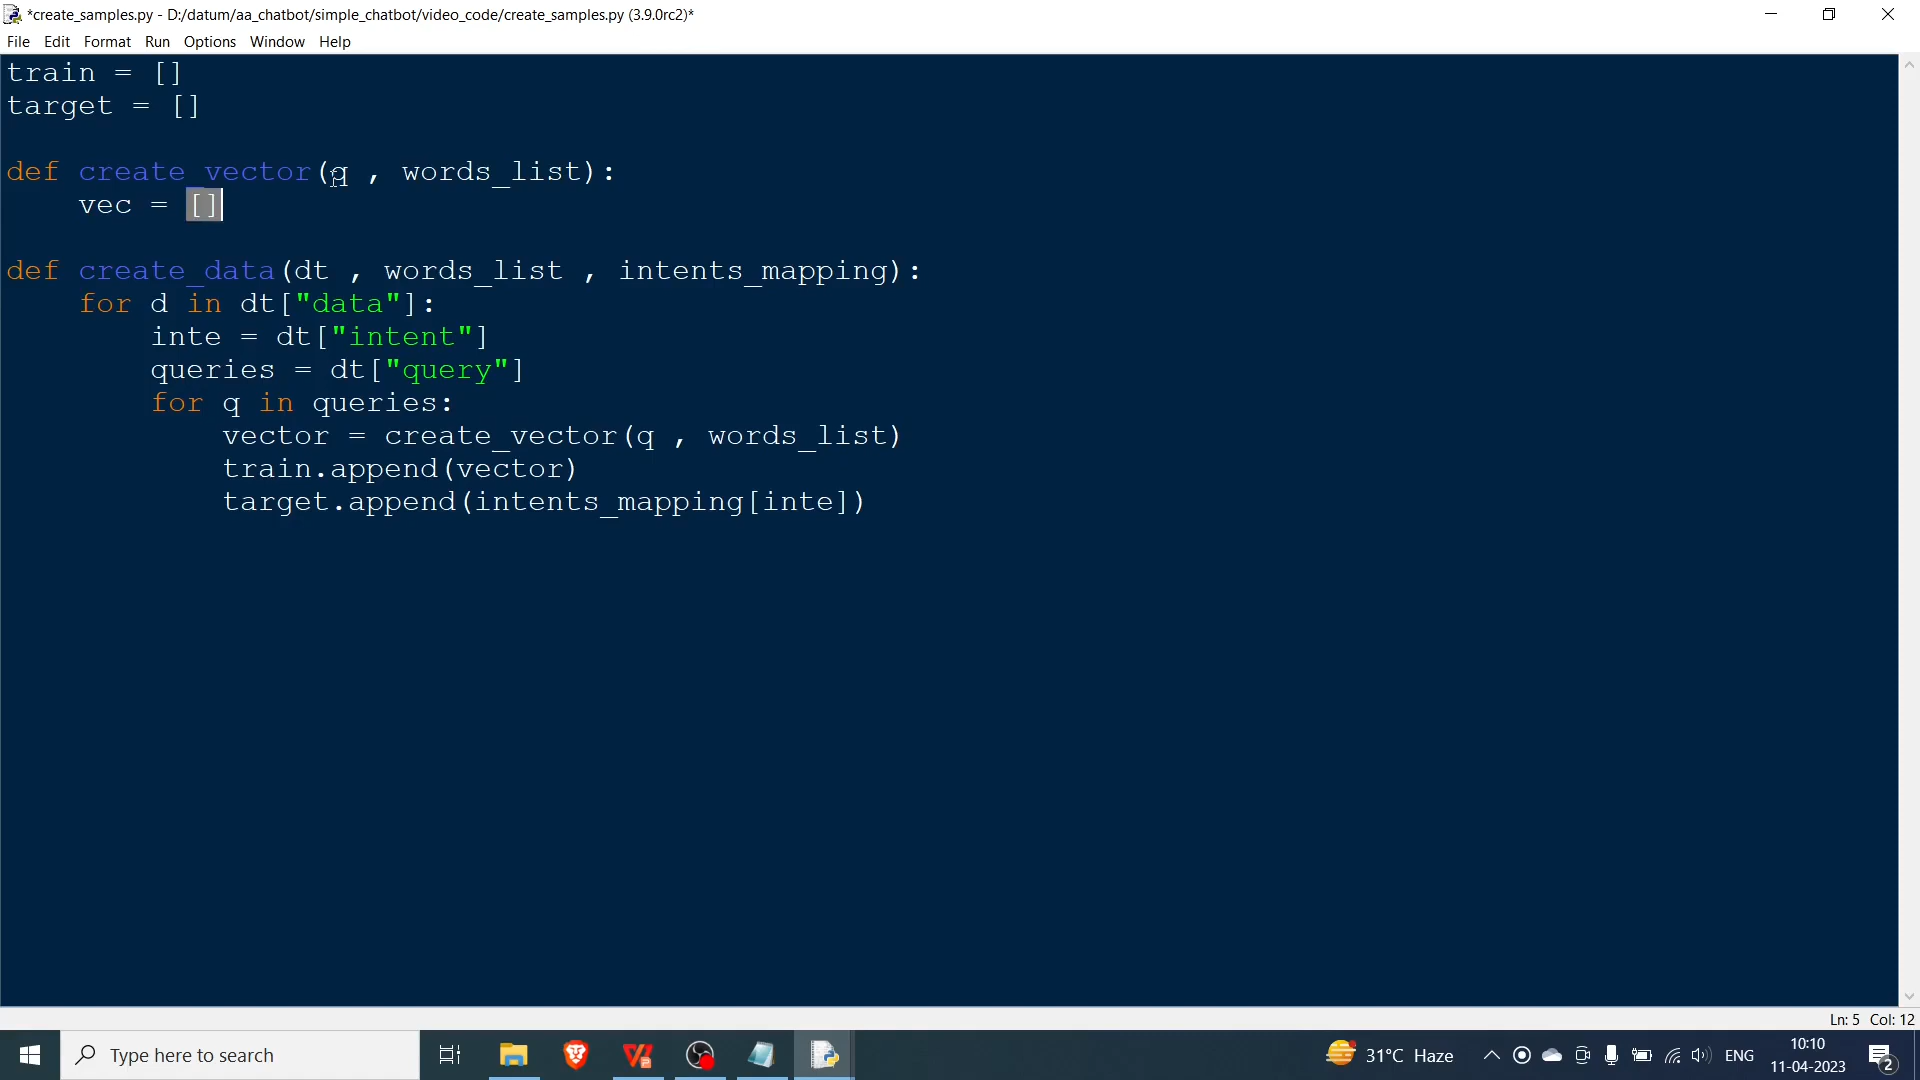 *create_samples.py - D:/datum/aa_chatbot/simple_chatbot/video_code/create_samples.py (3.9.0rc2)*
File Edit Format Run Options Window Help
train = []
target = []
def create_vector(q , words_list):
    vec = []
def create_data(dt , words_list , intents_mapping):
    for d in dt["data"]:
        inte = dt["intent"]
        queries = dt["query"]
        for q in queries:
            vector = create_vector(q , words_list)
            train.append(vector)
            target.append(intents_mapping[inte])
Ln: 5 Col: 12
Type here to search
31°C Haze
ENG
10:10
11-04-2023
2